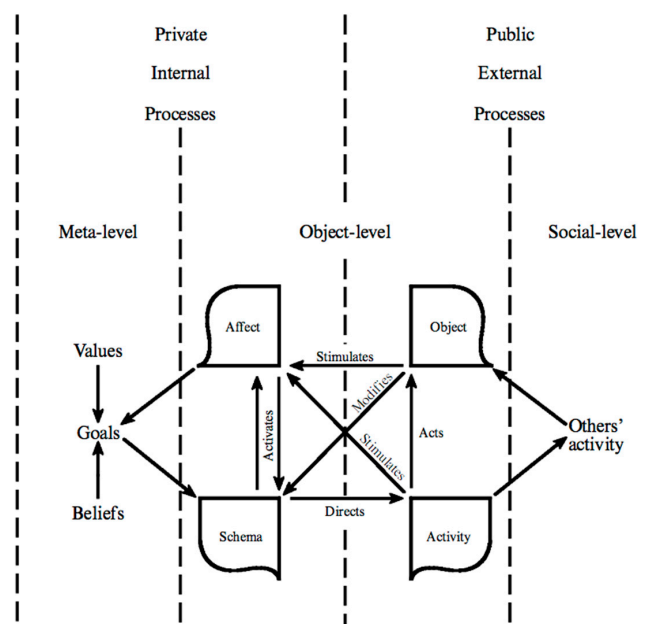 Private
Public
Internal
External
Processes
Processes
Meta-level
Object-level
Social-level
Affect
Object
Values
Stimulates
Modifies
Goals
Activates
Stimulates
Acts
Others'
activity
Beliefs
Directs
Schema
Activity